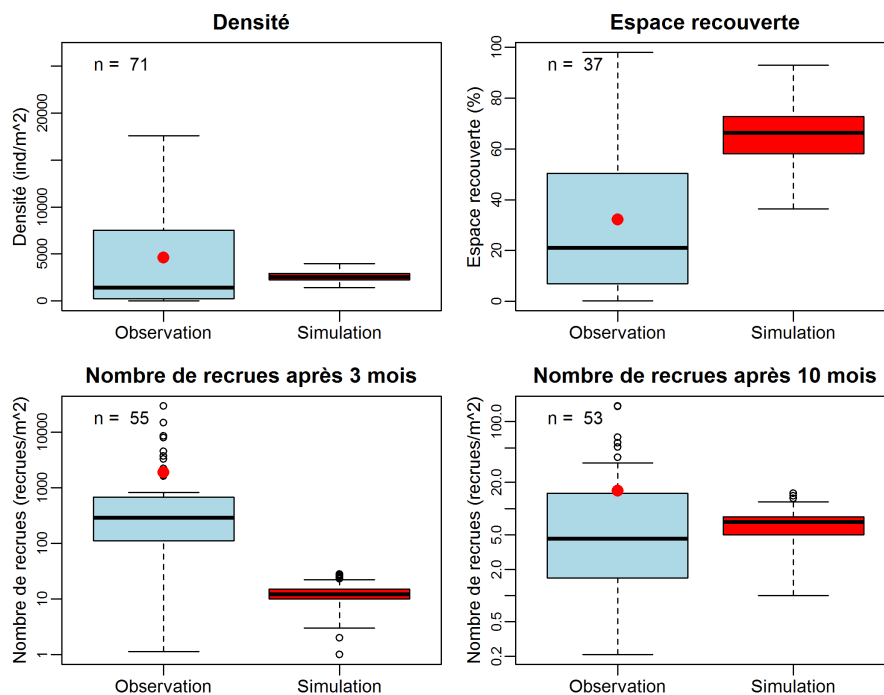 Densité
n = 71
Densité (ind/m^2)
20000
10000
5000
0
Observation Simulation
Espace recouverte
n = 37
Espace recouverte (%)
100
80
60
40
20
0
Observation Simulation
Nombre de recrues après 3 mois
n = 55
Nombre de recrues (recrues/m^2)
10000
1000
100
10
1
Observation Simulation
Nombre de recrues après 10 mois
n = 53
Nombre de recrues (recrues/m^2)
100.0
20.0
5.0
2.0
0.5
0.2
Observation Simulation